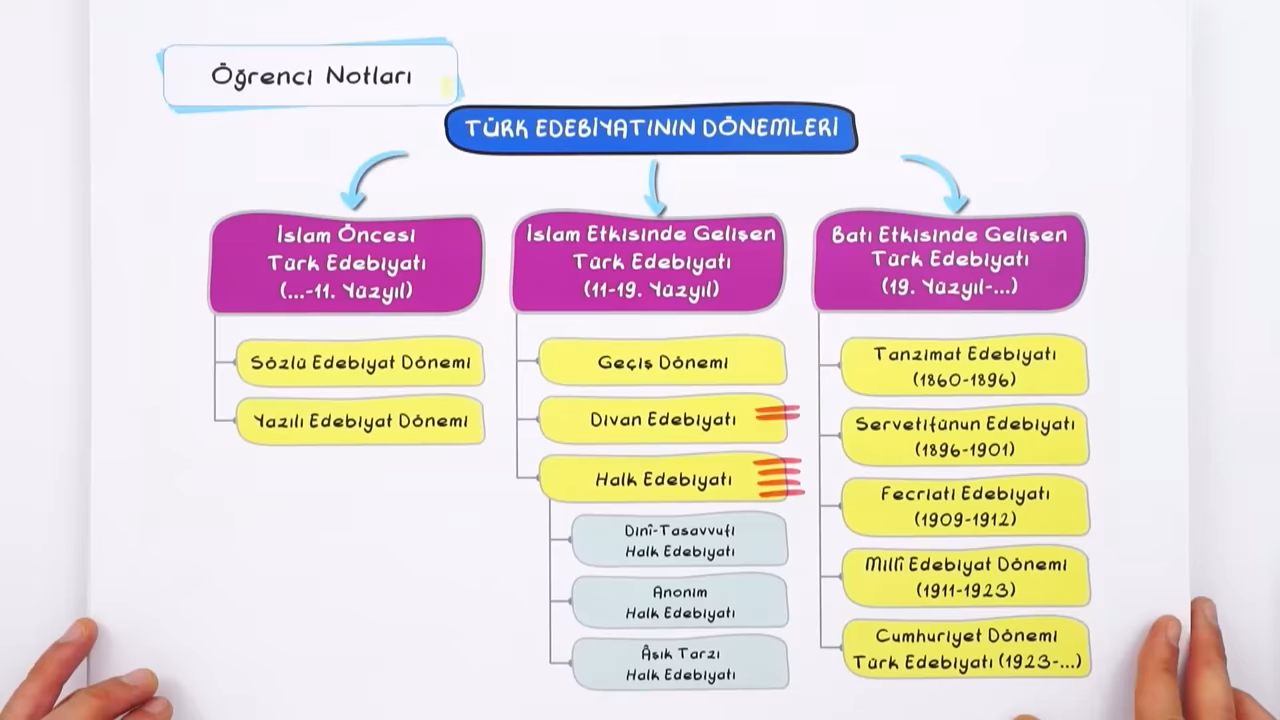 Öğrenci Notları
TÜRK EDEBİYATININ DÖNEMLERİ
İslam Öncesi
Türk Edebiyatı
(...-11. Yüzyıl)
Sözlü Edebiyat Dönemi
Yazılı Edebiyat Dönemi
İslam Etkisinde Gelişen
Türk Edebiyatı
(11-19. Yüzyıl)
Geçiş Dönemi
Divan Edebiyatı
Halk Edebiyatı
Dinî-Tasavvufi
Halk Edebiyatı
Anonim
Halk Edebiyatı
Âşık Tarzı
Halk Edebiyatı
Batı Etkisinde Gelişen
Türk Edebiyatı
(19. Yüzyıl-...)
Tanzimat Edebiyatı
(1860-1896)
Servetifünun Edebiyatı
(1896-1901)
Fecriati Edebiyatı
(1909-1912)
Millî Edebiyat Dönemi
(1911-1923)
Cumhuriyet Dönemi
Türk Edebiyatı (1923-...)